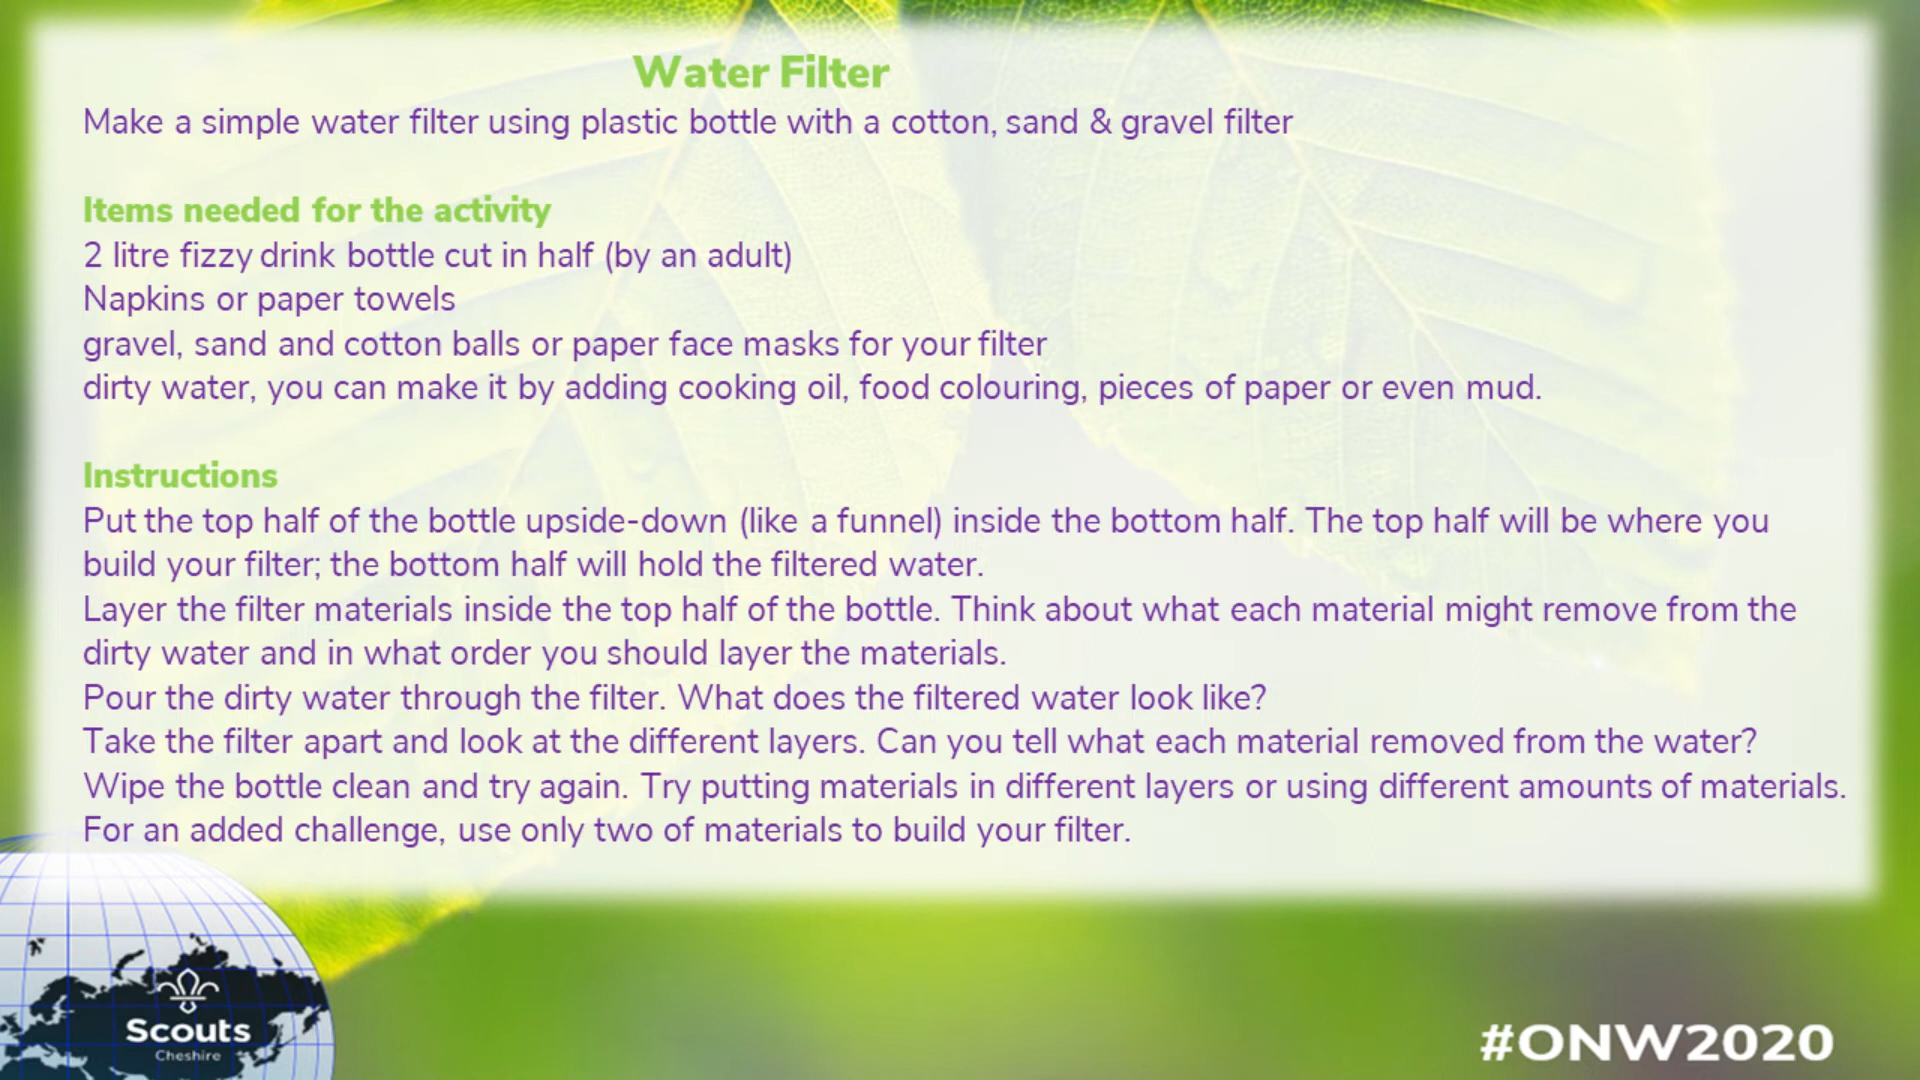 Water Filter
Make a simple water filter using plastic bottle with a cotton, sand & gravel filter
Items needed for the activity
2 litre fizzy drink bottle cut in half (by an adult)
Napkins or paper towels
gravel, sand and cotton balls or paper face masks for your filter
dirty water, you can make it by adding cooking oil, food colouring, pieces of paper or even mud.
Instructions
Put the top half of the bottle upside-down (like a funnel) inside the bottom half. The top half will be where you
build your filter; the bottom half will hold the filtered water.
Layer the filter materials inside the top half of the bottle. Think about what each material might remove from the
dirty water and in what order you should layer the materials.
Pour the dirty water through the filter. What does the filtered water look like?
Take the filter apart and look at the different layers. Can you tell what each material removed from the water?
Wipe the bottle clean and try again. Try putting materials in different layers or using different amounts of materials.
For an added challenge, use only two of materials to build your filter.
Scouts
Cheshire
#ONW2020